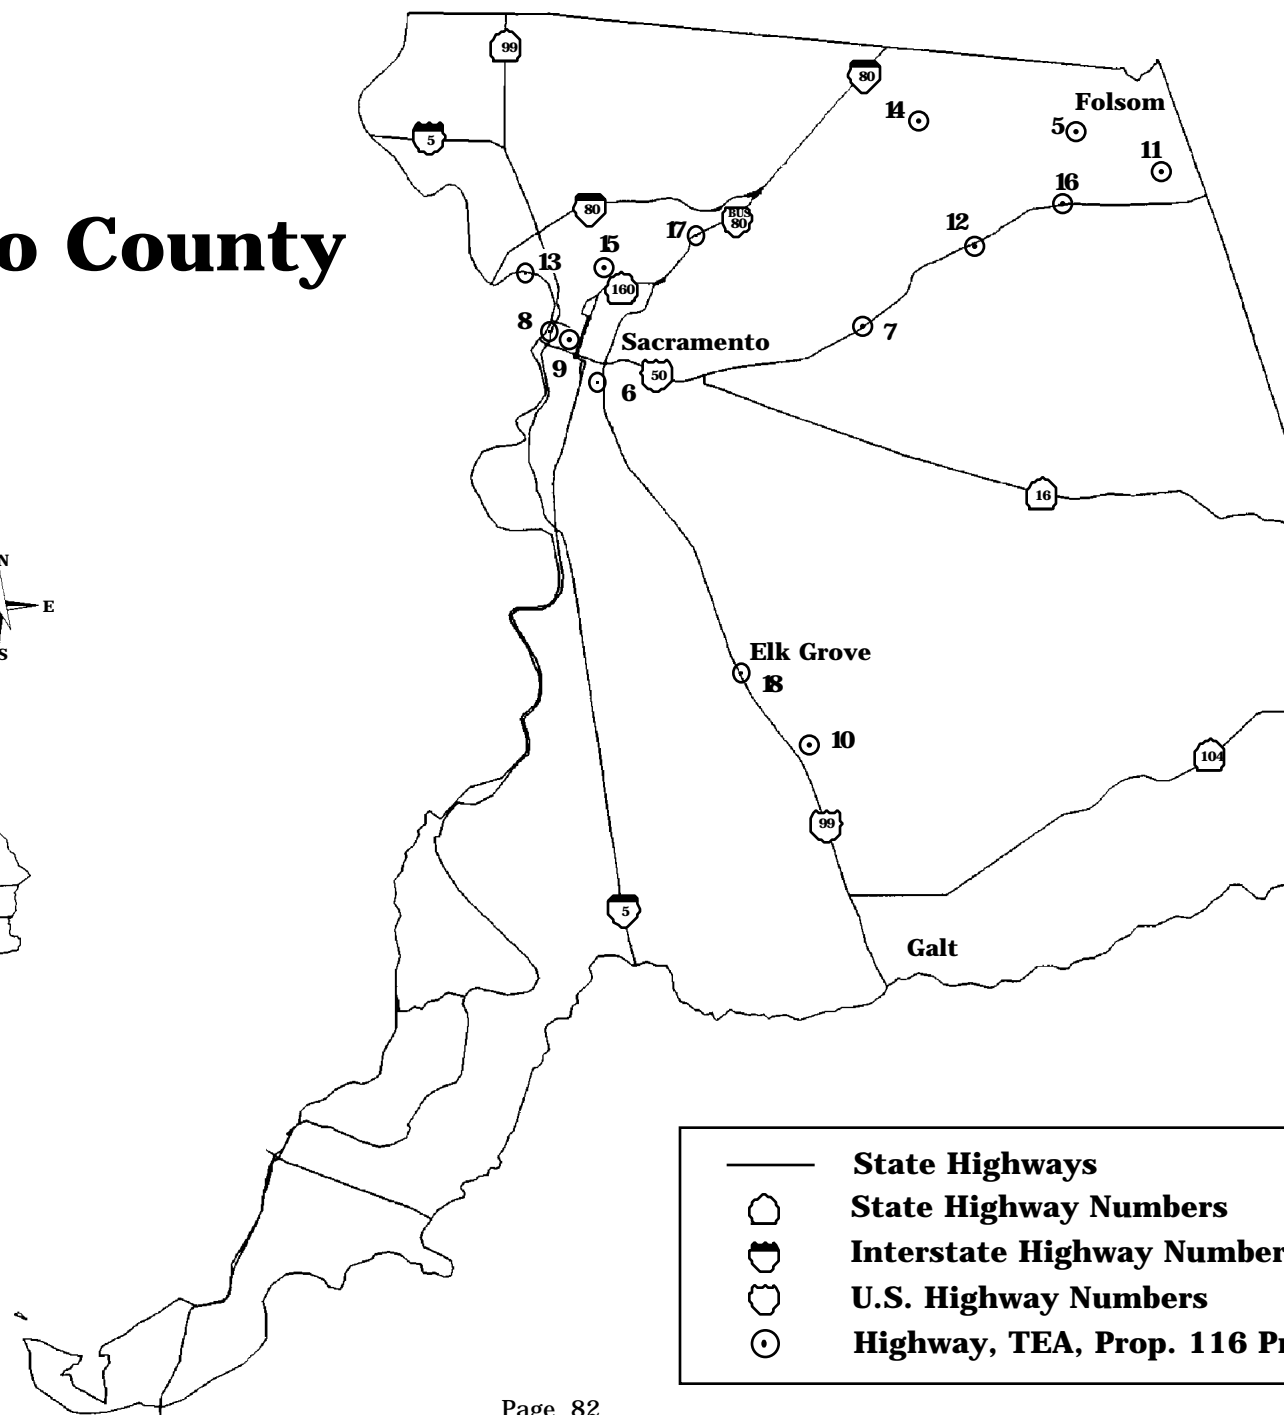 99
80
14
Folsom
5
5
11
16
80
BUS
80
17
12
o County
15
13
160
8
7
Sacramento
9
50
6
16
N
E
S
Elk Grove
18
10
104
99
5
Galt
State Highways
State Highway Numbers
Interstate Highway Number
U.S. Highway Numbers
Highway, TEA, Prop. 116 Pr
Page 82